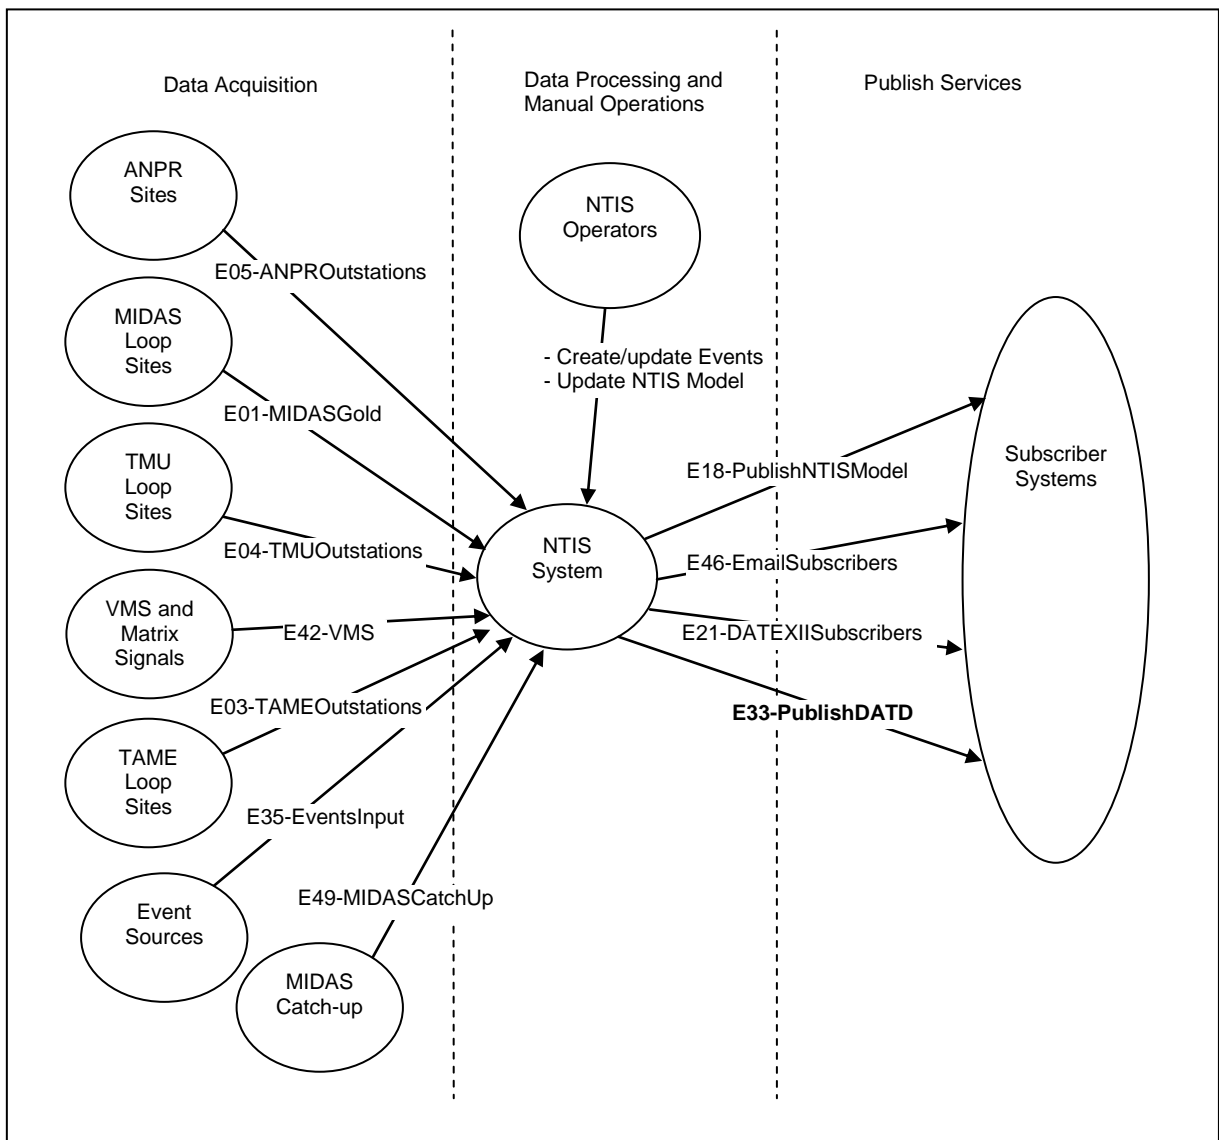 Data Acquisition
Data Processing and
Manual Operations
Publish Services
ANPR
Sites
NTIS
Operators
E05-ANPROutstations
MIDAS
Loop
Sites
- Create/update Events
- Update NTIS Model
E01-MIDASGold
TMU
Loop
Sites
E18-PublishNTISModel
Subscriber
Systems
E04-TMUOutstations
NTIS
System
E46-EmailSubscribers
VMS and
Matrix
Signals
E42-VMS
E21-DATEXIISubscribers
E03-TAMEOutstations
E33-PublishDATD
TAME
Loop
Sites
E35-EventsInput
E49-MIDASCatchUp
Event
Sources
MIDAS
Catch-up